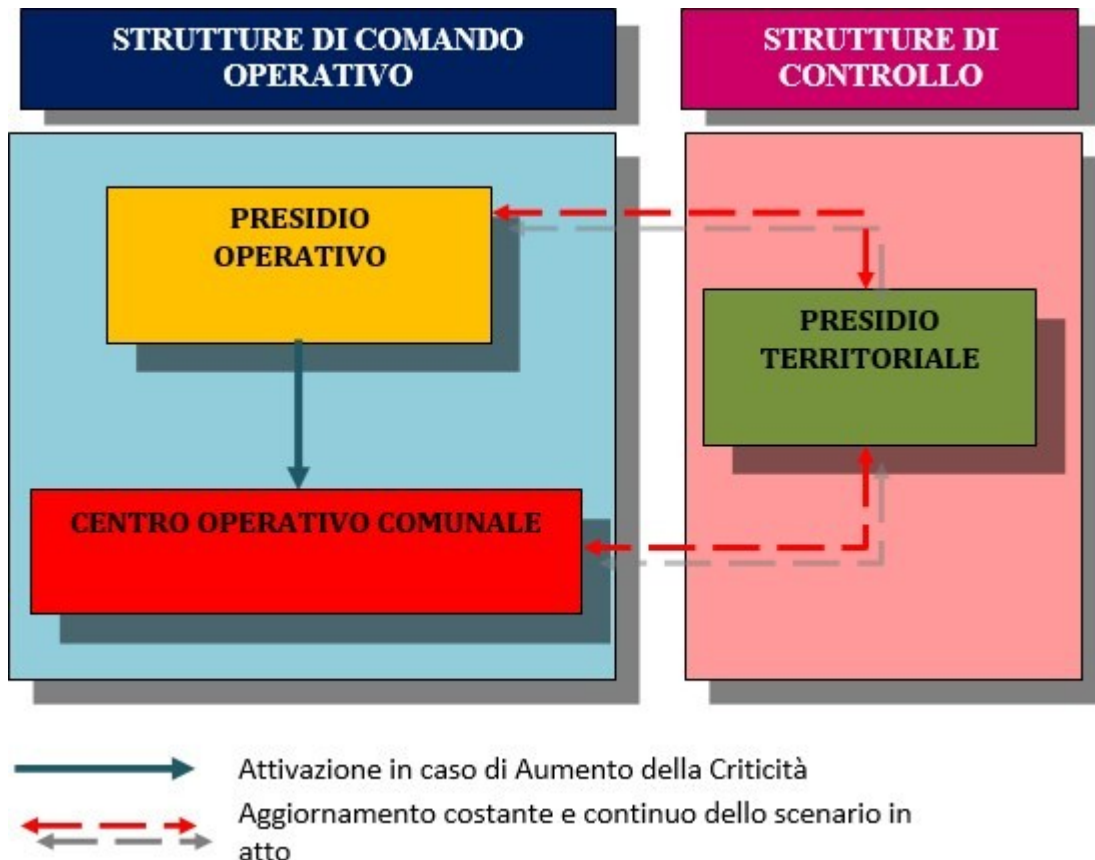 STRUTTURE DI COMANDO
OPERATIVO
STRUTTURE DI
CONTROLLO
PRESIDIO
OPERATIVO
PRESIDIO
TERRITORIALE
CENTRO OPERATIVO COMUNALE
Attivazione in caso di Aumento della Criticità
Aggiornamento costante e continuo dello scenario in
atto